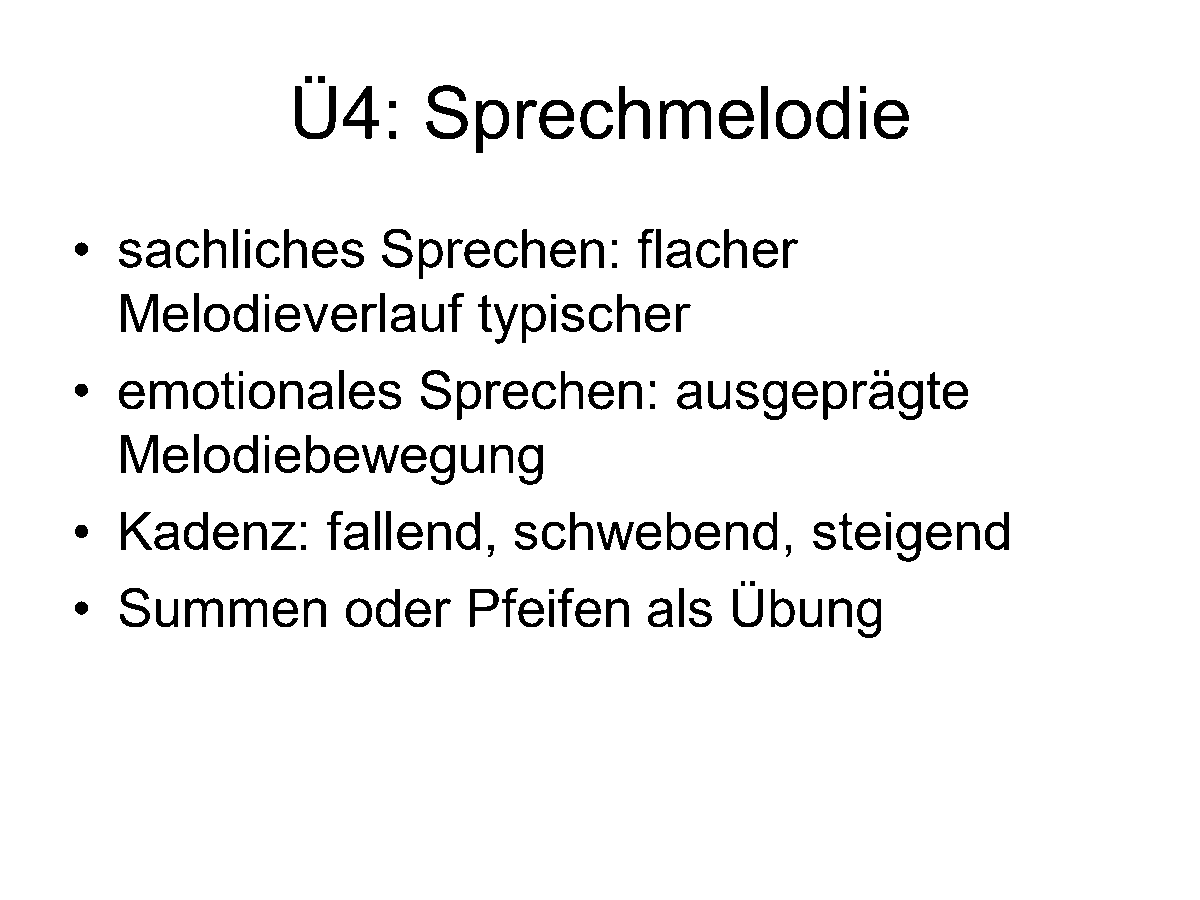 Ü4: Sprechmelodie
• sachliches Sprechen: flacher
Melodieverlauf typischer
• emotionales Sprechen: ausgeprägte
Melodiebewegung
• Kadenz: fallend, schwebend, steigend
• Summen oder Pfeifen als Übung